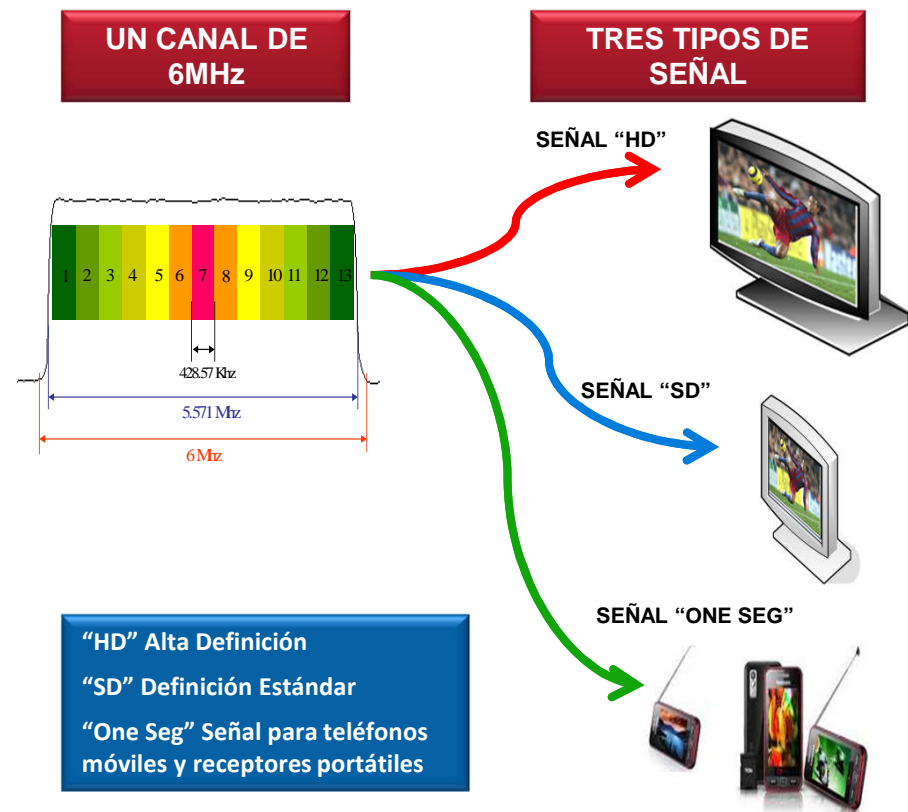 UN CANAL DE
6MHz
TRES TIPOS DE
SEÑAL
SEÑAL “HD”
1 2 3 4 5 6 7 8 9 10 11 12 13
428.57 Khz
5.571 Mhz
6 Mhz
SEÑAL “SD”
SEÑAL “ONE SEG”
“HD” Alta Definición
“SD” Definición Estándar
“One Seg” Señal para teléfonos
móviles y receptores portátiles